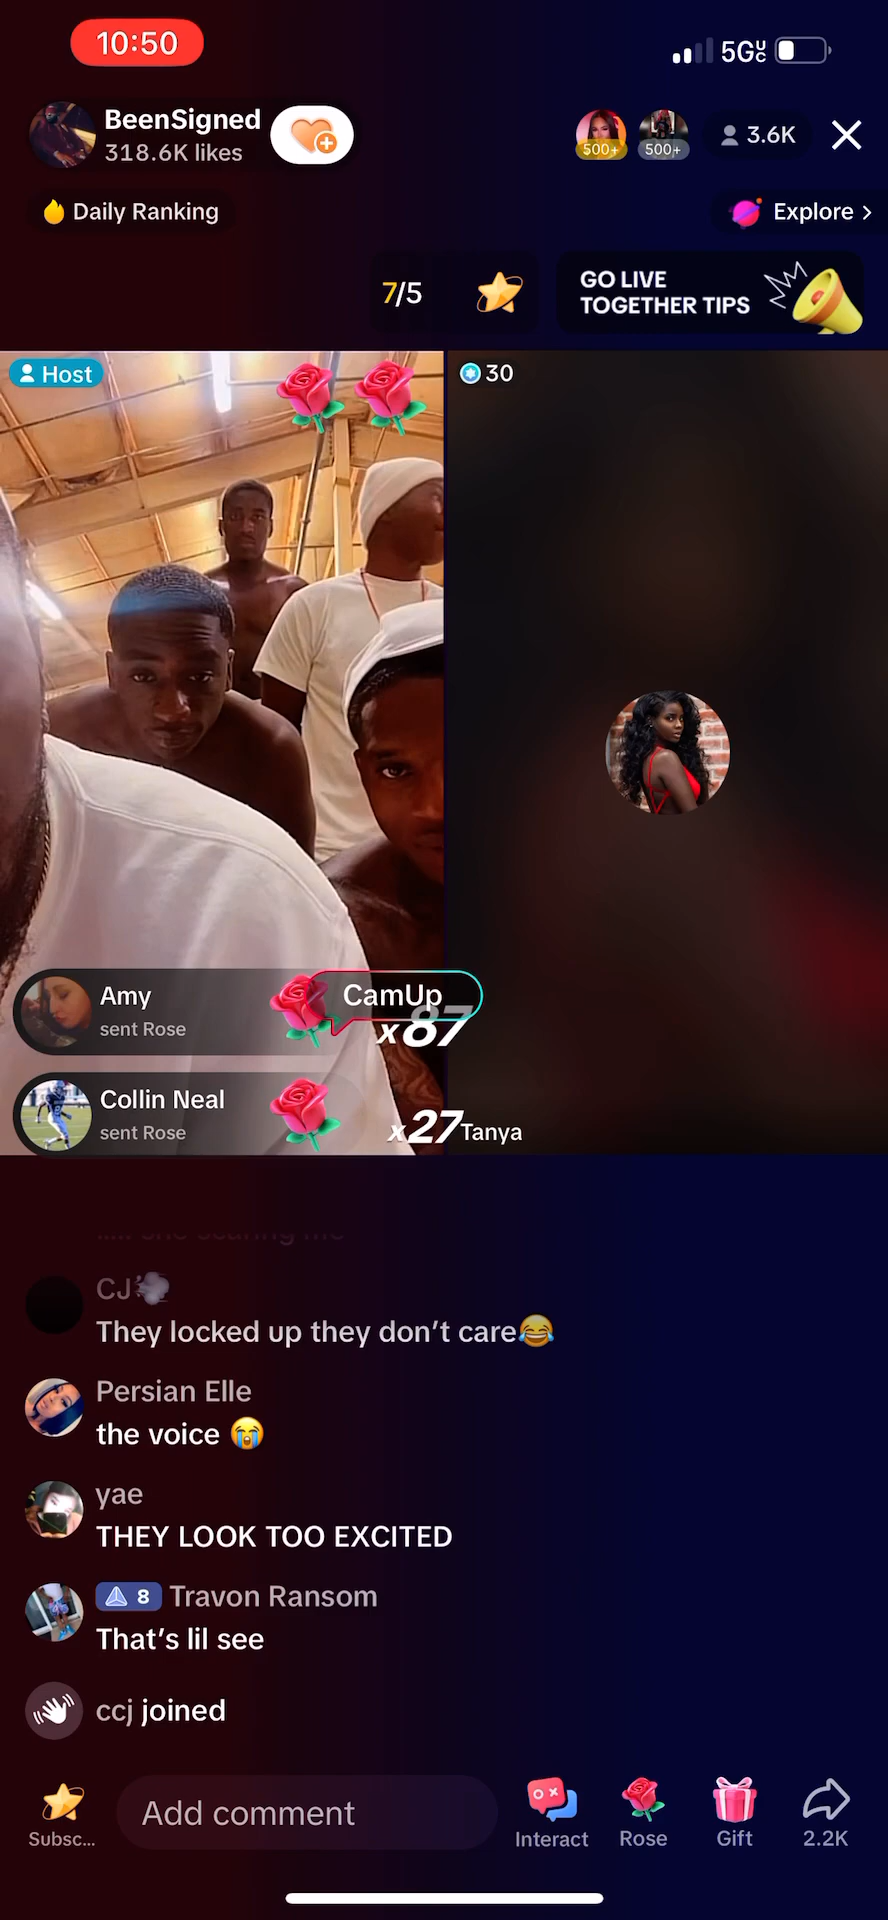 10:50
5GUC
BeenSigned
318.6K likes
500+
500+
3.6K
Daily Ranking
Explore
7/5
GO LIVE
TOGETHER TIPS
Host
30
Amy
sent Rose
CamUp
x87
Collin Neal
sent Rose
x27
Tanya
CJ
They locked up they don’t care😂
Persian Elle
the voice 😭
yae
THEY LOOK TOO EXCITED
8 Travon Ransom
That’s lil see
ccj joined
Subsc...
Add comment
Interact
Rose
Gift
2.2K